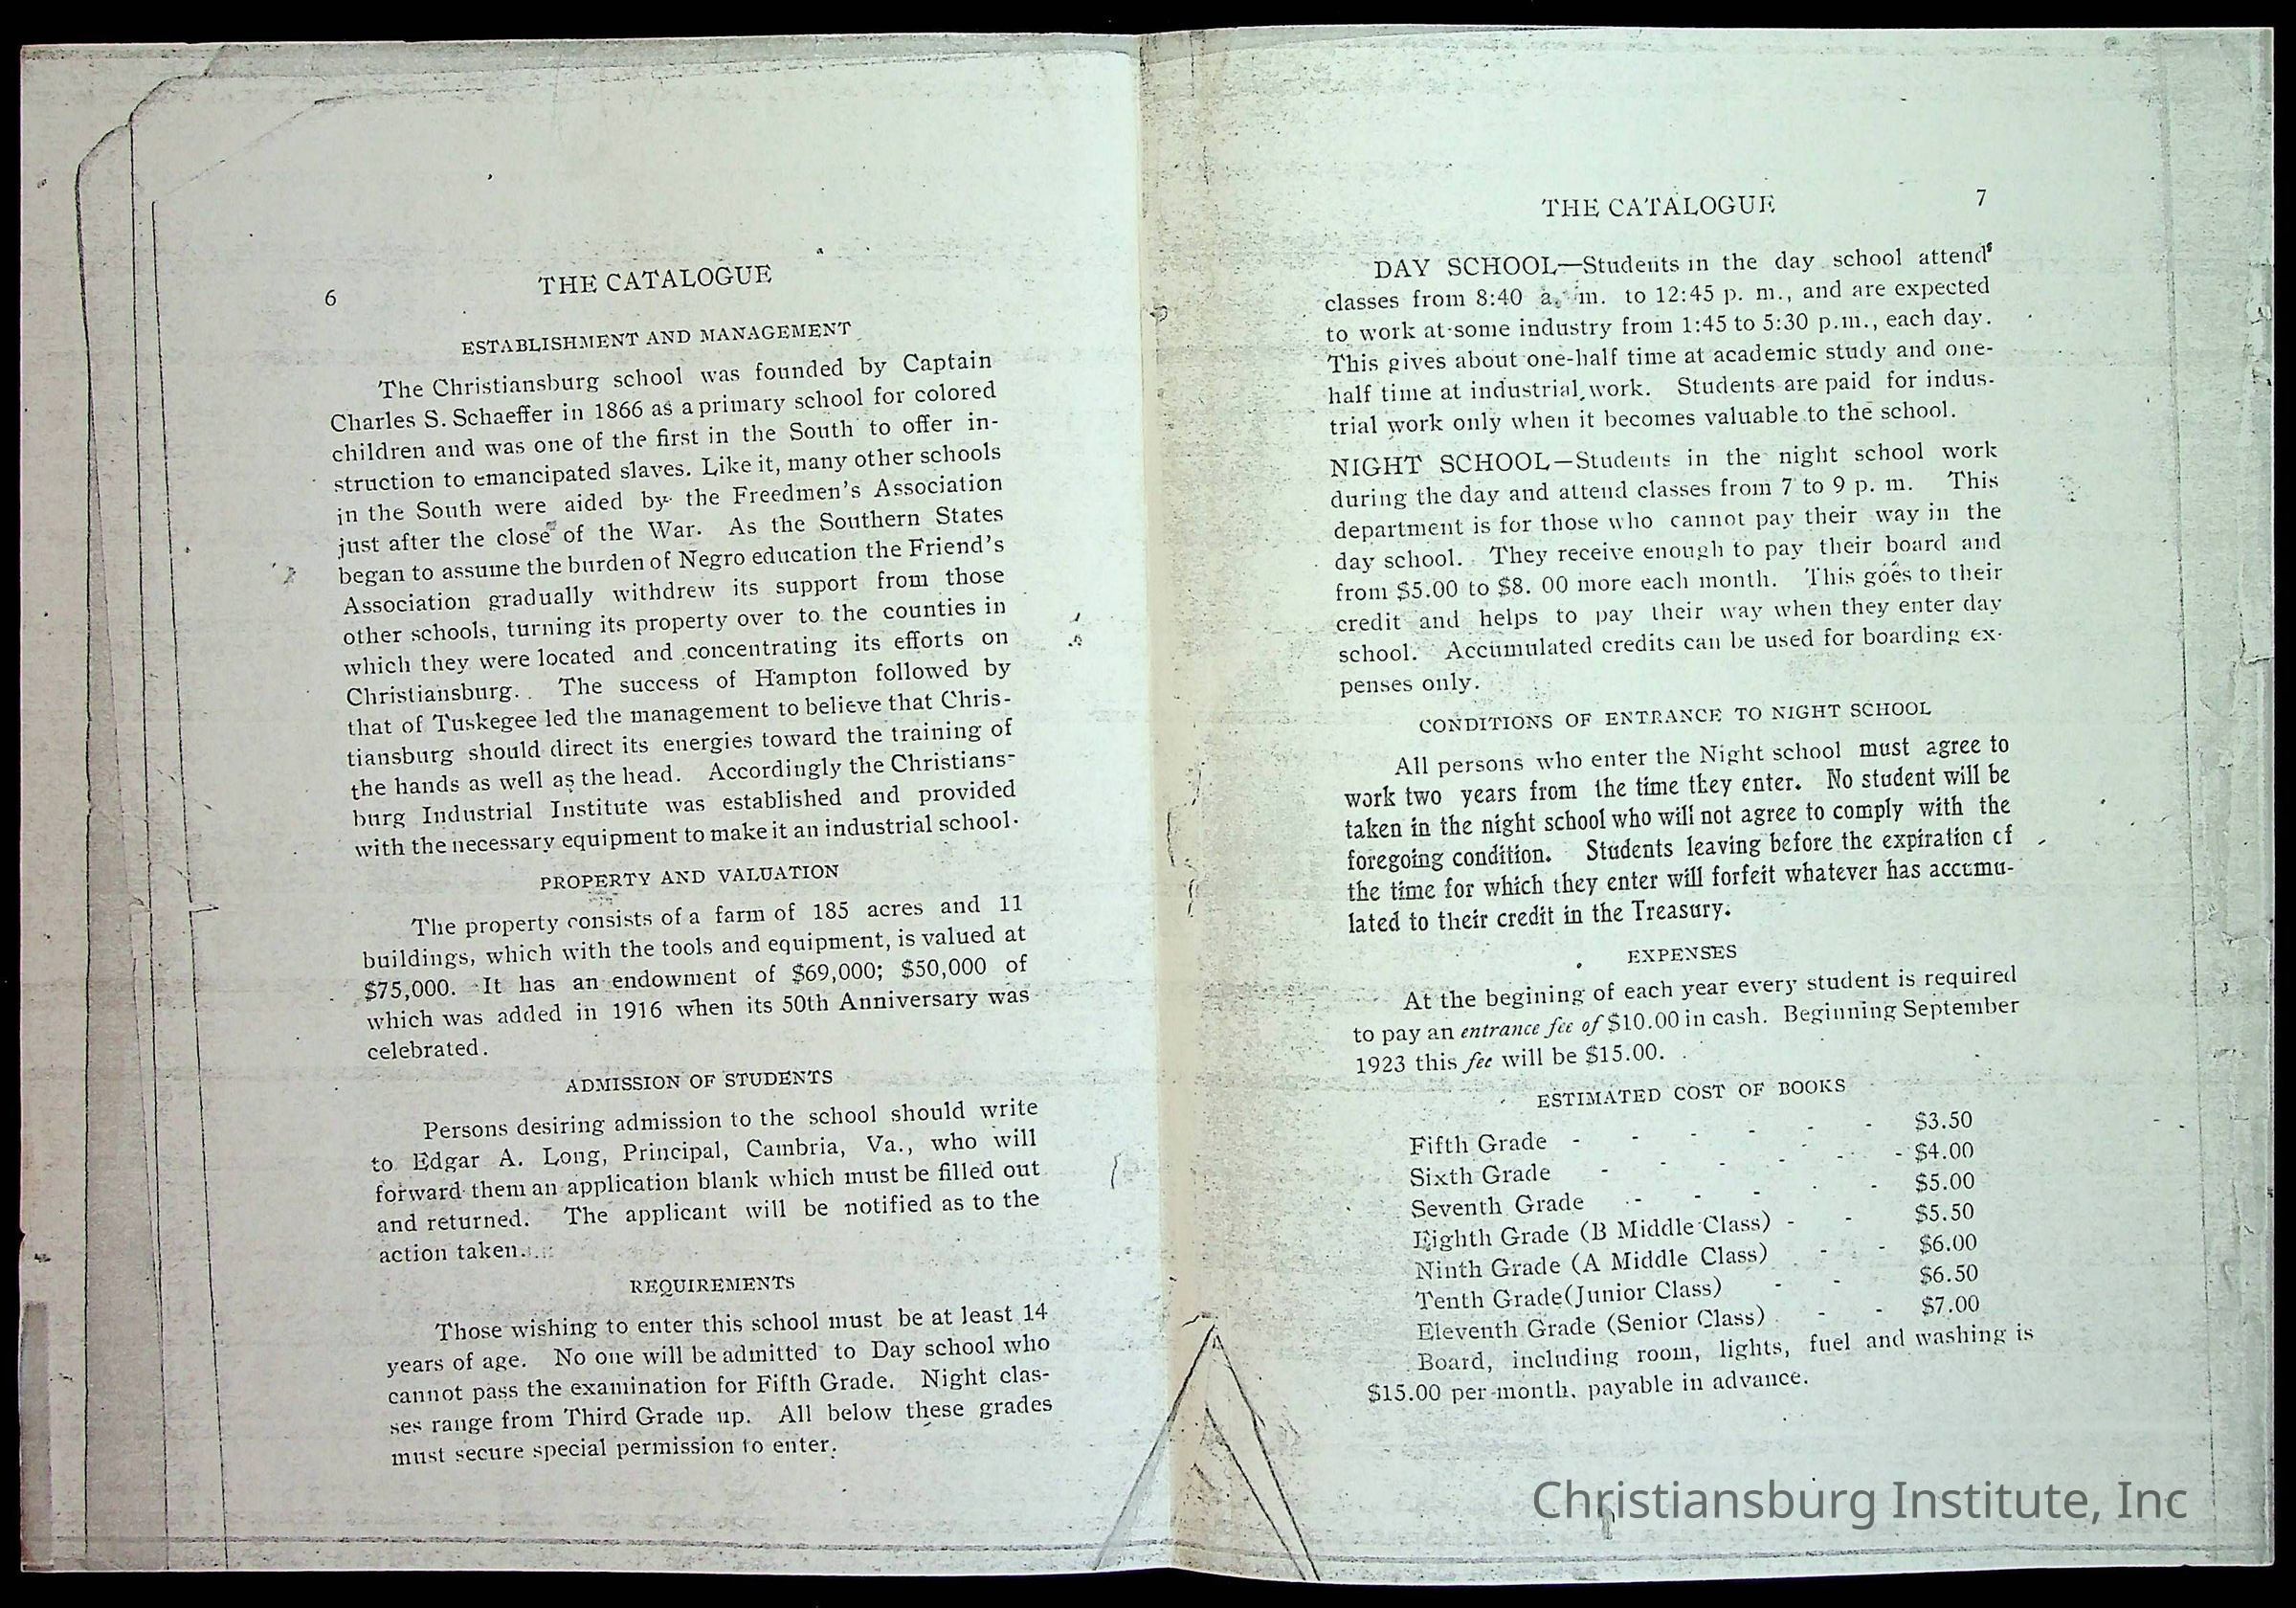 6
THE CATALOGUE
ESTABLISHMENT AND MANAGEMENT
The Christiansburg school was founded by Captain
Charles S. Schaeffer in 1866 as a primary school for colored
children and was one of the first in the South to offer in-
struction to emancipated slaves. Like it, many other schools
in the South were aided by the Freedmen's Association
just after the close of the War. As the Southern States
began to assume the burden of Negro education the Friend's
Association gradually withdrew its support from those
other schools, turning its property over to the counties in
which they were located and concentrating its efforts on
Christiansburg. The success of Hampton followed by
that of Tuskegee led the management to believe that Chris-
tiansburg should direct its energies toward the training of
the hands as well as the head. Accordingly the Christians-
burg Industrial Institute was established and provided
with the necessary equipment to make it an industrial school.
PROPERTY AND VALUATION
The property consists of a farm of 185 acres and 11
buildings, which with the tools and equipment, is valued at
$75,000. It has an endowment of $69,000; $50,000 of
which was added in 1916 when its 50th Anniversary was
celebrated.
ADMISSION OF STUDENTS
Persons desiring admission to the school should write
to Edgar A. Long, Principal, Cambria, Va., who will
forward them an application blank which must be filled out
and returned. The applicant will be notified as to the
action taken.
REQUIREMENTS
Those wishing to enter this school must be at least 14
years of age. No one will be admitted to Day school who
cannot pass the examination for Fifth Grade. Night clas-
ses range from Third Grade up. All below these grades
must secure special permission to enter.
THE CATALOGUE
7
DAY SCHOOL—Students in the day school attend
classes from 8:40 a. m. to 12:45 p. m., and are expected
to work at some industry from 1:45 to 5:30 p.m., each day.
This gives about one-half time at academic study and one-
half time at industrial work. Students are paid for indus-
trial work only when it becomes valuable to the school.
NIGHT SCHOOL—Students in the night school work
during the day and attend classes from 7 to 9 p. m. This
department is for those who cannot pay their way in the
day school. They receive enough to pay their board and
from $5.00 to $8. 00 more each month. This goes to their
credit and helps to pay their way when they enter day
school. Accumulated credits can be used for boarding ex-
penses only.
CONDITIONS OF ENTRANCE TO NIGHT SCHOOL
All persons who enter the Night school must agree to
work two years from the time they enter. No student will be
taken in the night school who will not agree to comply with the
foregoing condition. Students leaving before the expiration of
the time for which they enter will forfeit whatever has accumu-
lated to their credit in the Treasury.
EXPENSES
At the begining of each year every student is required
to pay an entrance fee of $10.00 in cash. Beginning September
1923 this fee will be $15.00.
ESTIMATED COST OF BOOKS
Fifth Grade - - - - - - $3.50
Sixth Grade - - - - - - $4.00
Seventh Grade - - - - - $5.00
Eighth Grade (B Middle Class) - - $5.50
Ninth Grade (A Middle Class) - - $6.00
Tenth Grade(Junior Class) - - $6.50
Eleventh Grade (Senior Class) - - $7.00
Board, including room, lights, fuel and washing is
$15.00 per month, payable in advance.
Christiansburg Institute, Inc